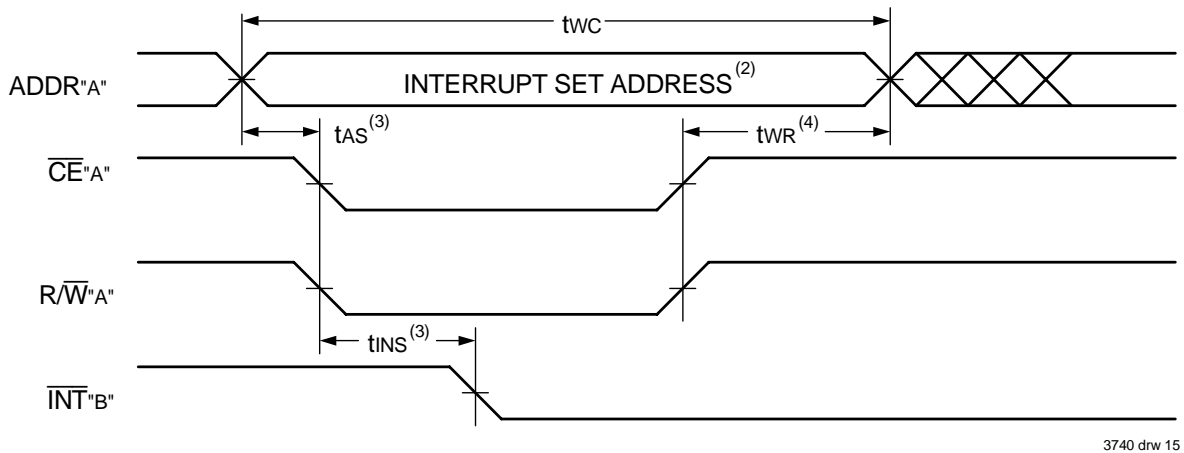 tWC
ADDR"A"
INTERRUPT SET ADDRESS(2)
tAS(3)
tWR(4)
CE"A"
R/W"A"
tINS(3)
INT"B"
3740 drw 15